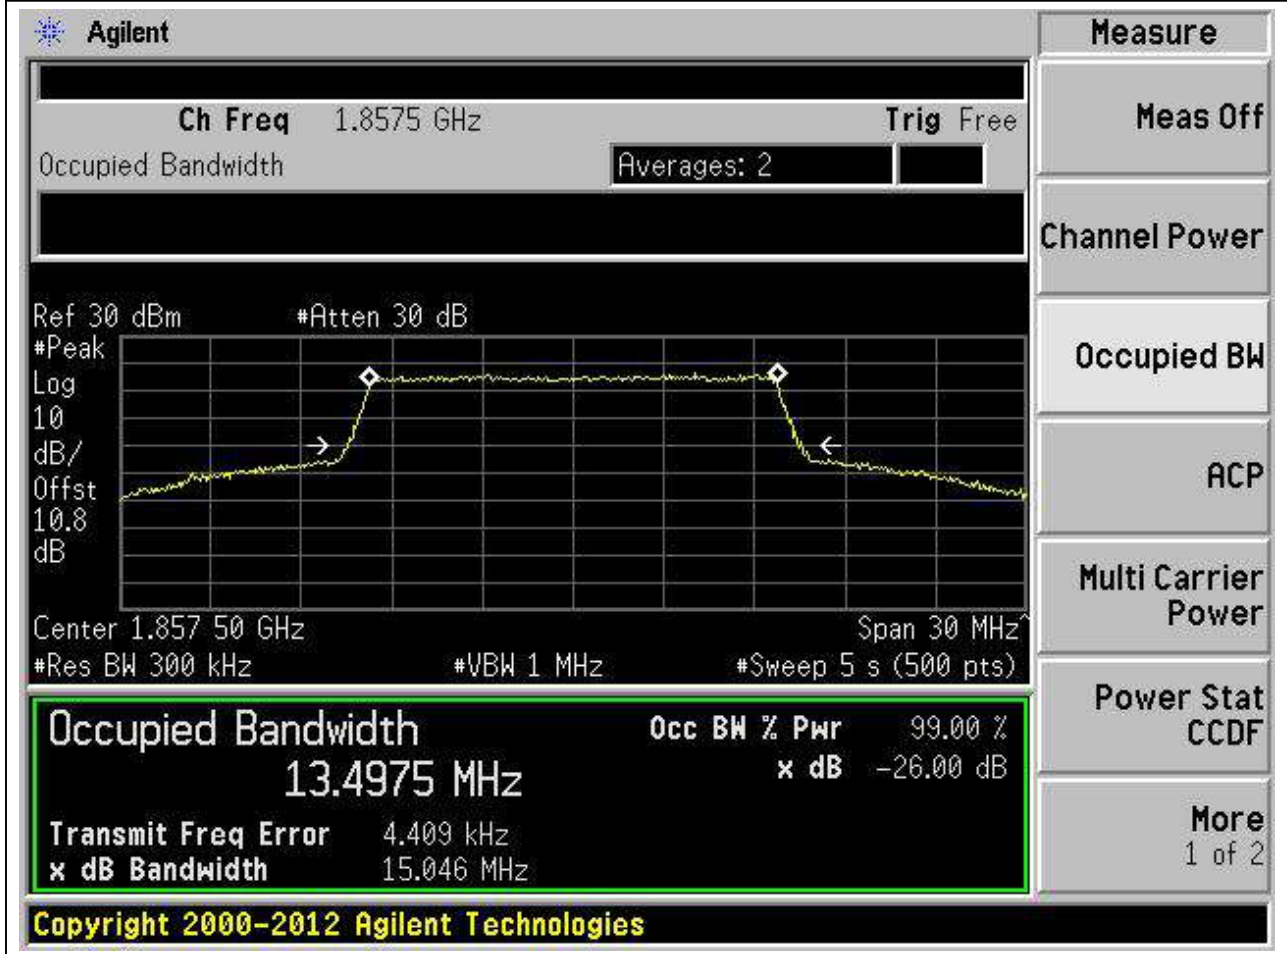 Agilent
Measure
Ch Freq 1.8575 GHz Trig Free
Occupied Bandwidth Averages: 2
Ref 30 dBm #Atten 30 dB
#Peak
Log
10
dB/
Offst
10.8
dB
Center 1.857 50 GHz Span 30 MHz^
#Res BW 300 kHz #VBW 1 MHz #Sweep 5 s (500 pts)
Occupied Bandwidth Occ BW % Pwr 99.00 %
13.4975 MHz x dB -26.00 dB
Transmit Freq Error 4.409 kHz
x dB Bandwidth 15.046 MHz
Meas Off
Channel Power
Occupied BW
ACP
Multi Carrier
Power
Power Stat
CCDF
More
1 of 2
Copyright 2000-2012 Agilent Technologies